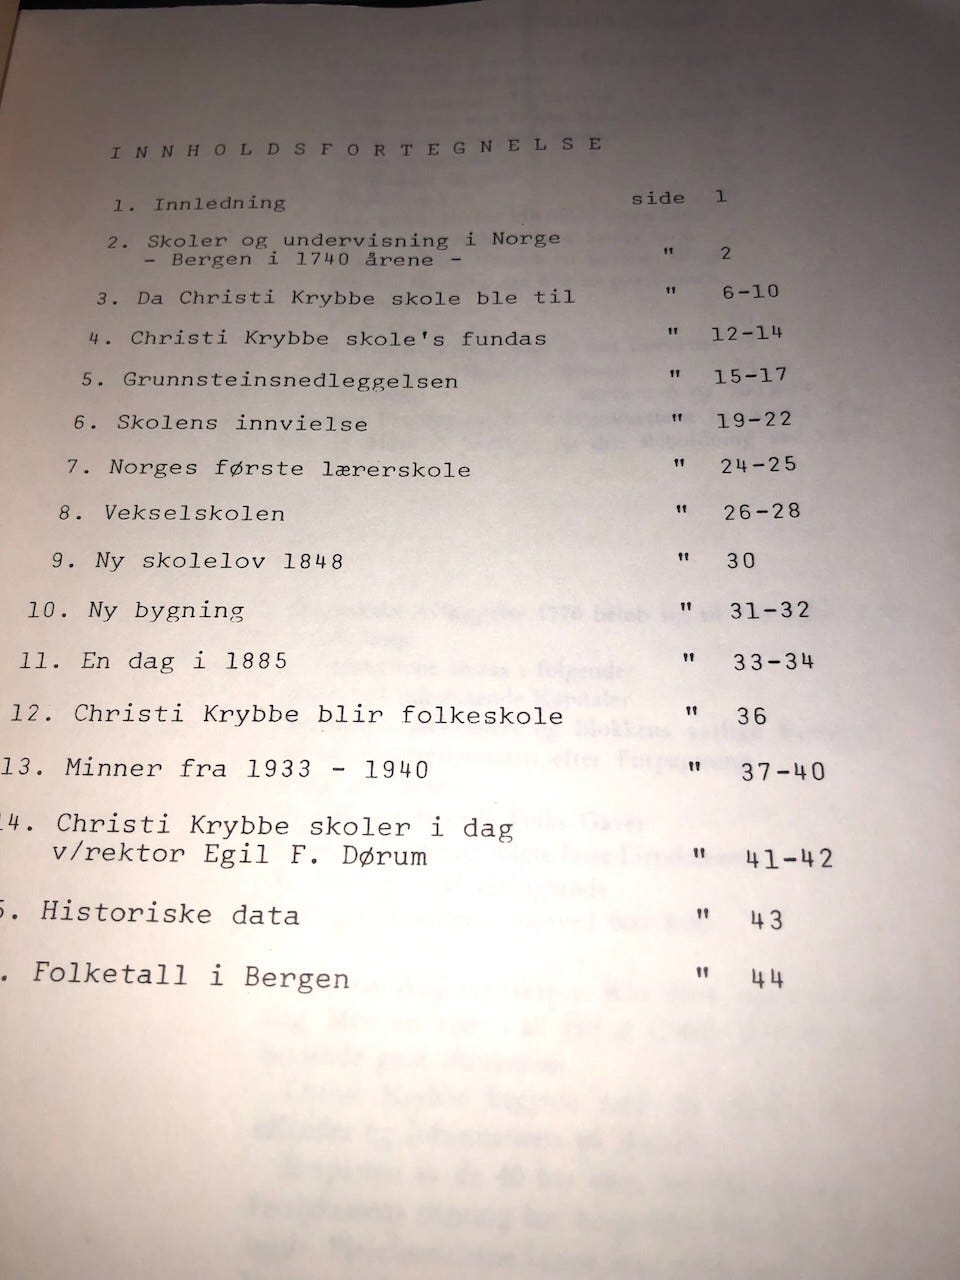 INNHOLDSFORTEGNELSE
1. Innledning side 1
2. Skoler og undervisning i Norge
- Bergen i 1740 årene - " 2
3. Da Christi Krybbe skole ble til " 6-10
4. Christi Krybbe skole's fundas " 12-14
5. Grunnsteinsnedleggelsen " 15-17
6. Skolens innvielse " 19-22
7. Norges første lærerskole " 24-25
8. Vekselskolen " 26-28
9. Ny skolelov 1848 " 30
10. Ny bygning " 31-32
11. En dag i 1885 " 33-34
12. Christi Krybbe blir folkeskole " 36
13. Minner fra 1933 - 1940 " 37-40
14. Christi Krybbe skoler i dag
v/rektor Egil F. Dørum " 41-42
5. Historiske data " 43
. Folketall i Bergen " 44